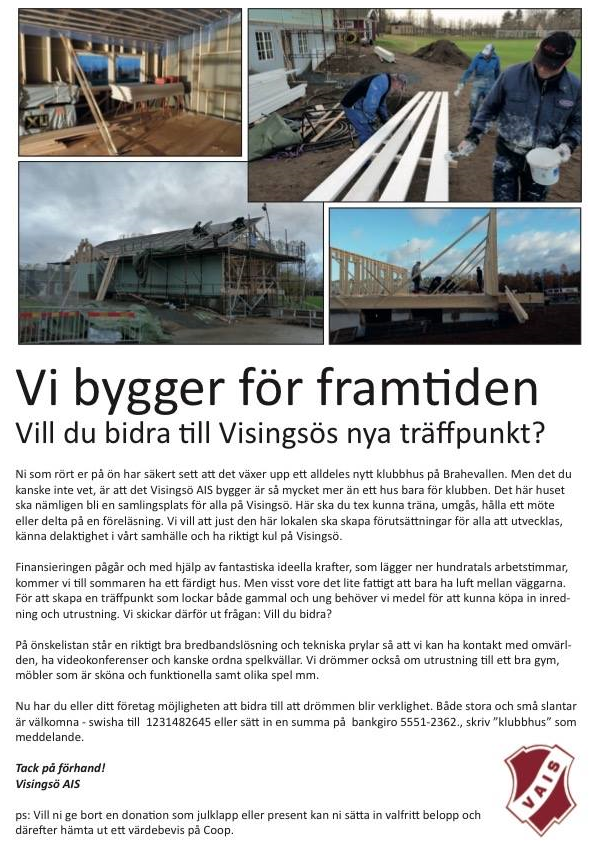 Vi bygger för framtiden
Vill du bidra till Visingsös nya träffpunkt?
Ni som rört er på ön har säkert sett att det växer upp ett alldeles nytt klubbhus på Brahevallen. Men det du
kanske inte vet, är att det Visingsö AIS bygger är så mycket mer än ett hus bara för klubben. Det här huset
ska nämligen bli en samlingsplats för alla på Visingsö. Här ska du tex kunna träna, umgås, hålla ett möte
eller delta på en föreläsning. Vi vill att just den här lokalen ska skapa förutsättningar för alla att utvecklas,
känna delaktighet i vårt samhälle och ha riktigt kul på Visingsö.
Finansieringen pågår och med hjälp av fantastiska ideella krafter, som lägger ner hundratals arbetstimmar,
kommer vi till sommaren ha ett färdigt hus. Men visst vore det lite fattigt att bara ha luft mellan väggarna.
För att skapa en träffpunkt som lockar både gammal och ung behöver vi medel för att kunna köpa in inred-
ning och utrustning. Vi skickar därför ut frågan: Vill du bidra?
På önskelistan står en riktigt bra bredbandslösning och tekniska prylar så att vi kan ha kontakt med omvärl-
den, ha videokonferenser och kanske ordna spelkvällar. Vi drömmer också om utrustning till ett bra gym,
möbler som är sköna och funktionella samt olika spel mm.
Nu har du eller ditt företag möjligheten att bidra till att drömmen blir verklighet. Både stora och små slantar
är välkomna - swisha till 1231482645 eller sätt in en summa på bankgiro 5551-2362., skriv ”klubbhus” som
meddelande.
Tack på förhand!
Visingsö AIS
VAIS
ps: Vill ni ge bort en donation som julklapp eller present kan ni sätta in valfritt belopp och
därefter hämta ut ett värdebevis på Coop.